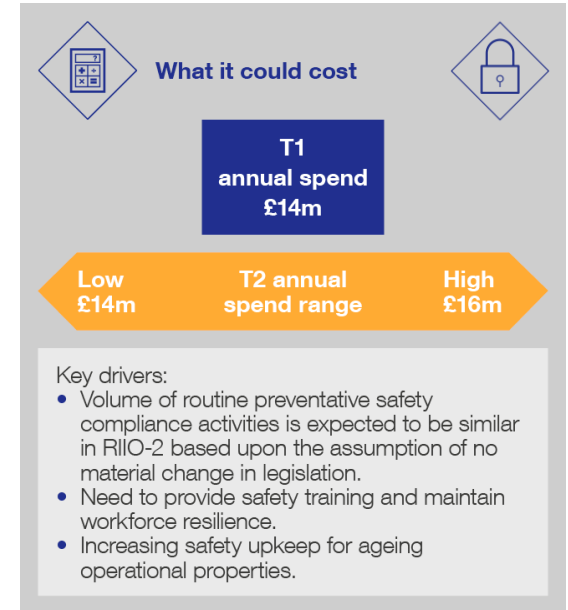 What it could cost
T1
annual spend
£14m
Low
£14m
T2 annual
spend range
High
£16m
Key drivers:
• Volume of routine preventative safety
compliance activities is expected to be similar
in RIIO-2 based upon the assumption of no
material change in legislation.
• Need to provide safety training and maintain
workforce resilience.
• Increasing safety upkeep for ageing
operational properties.